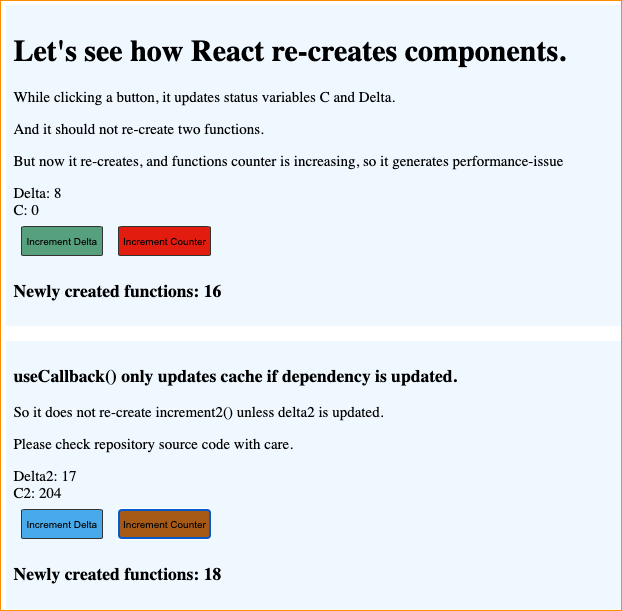 Let's see how React re-creates components.
While clicking a button, it updates status variables C and Delta.
And it should not re-create two functions.
But now it re-creates, and functions counter is increasing, so it generates performance-issue
Delta: 8
C: 0
Increment Delta Increment Counter
Newly created functions: 16
useCallback() only updates cache if dependency is updated.
So it does not re-create increment2() unless delta2 is updated.
Please check repository source code with care.
Delta2: 17
C2: 204
Increment Delta Increment Counter
Newly created functions: 18